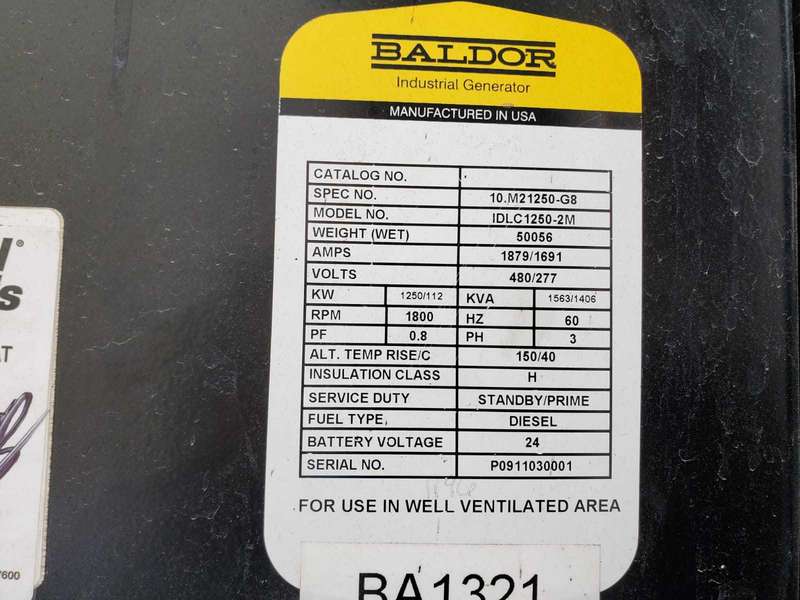 BALDOR
Industrial Generator
MANUFACTURED IN USA
CATALOG NO.
SPEC NO. 10.M21250-G8
MODEL NO. IDLC1250-2M
WEIGHT (WET) 50056
AMPS 1879/1691
VOLTS 480/277
KW 1250/112 KVA 1563/1406
RPM 1800 HZ 60
PF 0.8 PH 3
ALT. TEMP RISE/C 150/40
INSULATION CLASS H
SERVICE DUTY STANDBY/PRIME
FUEL TYPE, DIESEL
BATTERY VOLTAGE 24
SERIAL NO. P0911030001
FOR USE IN WELL VENTILATED AREA
BA1321
AT
7600